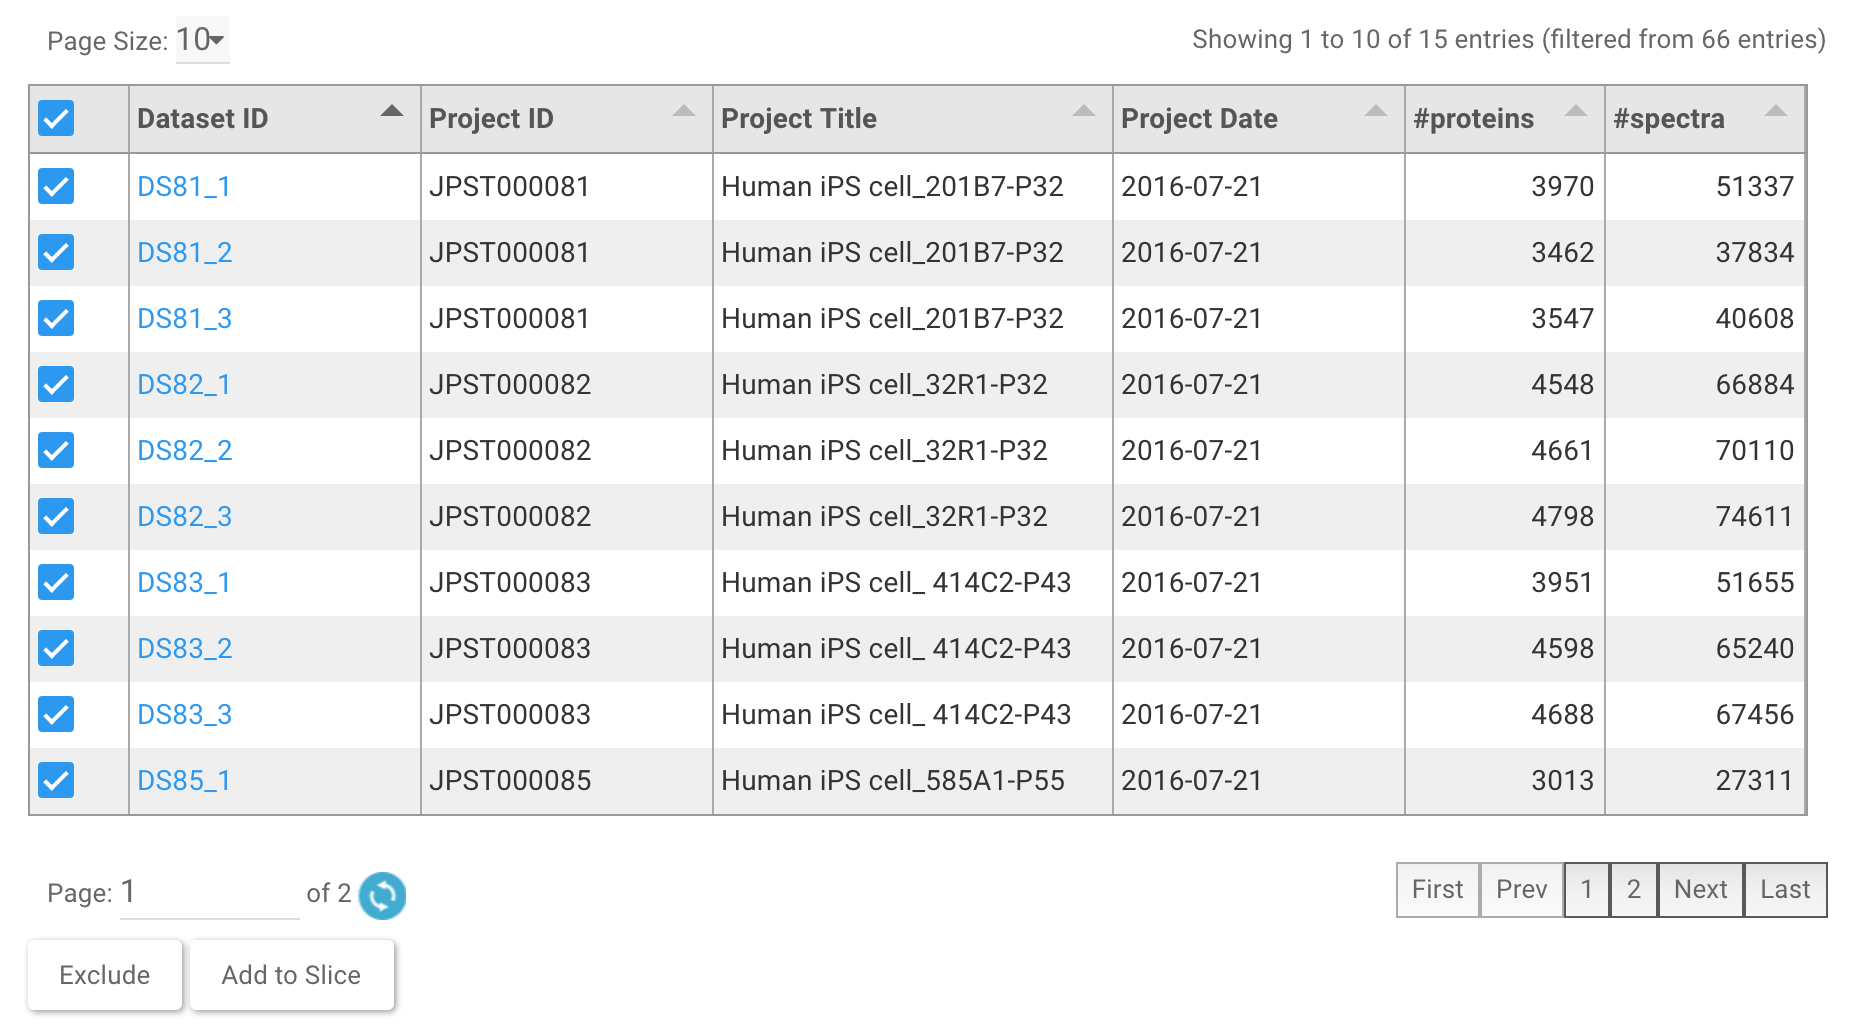 Page Size: 10
Showing 1 to 10 of 15 entries (filtered from 66 entries)
Dataset ID Project ID Project Title Project Date #proteins #spectra
DS81_1 JPST000081 Human iPS cell_201B7-P32 2016-07-21 3970 51337
DS81_2 JPST000081 Human iPS cell_201B7-P32 2016-07-21 3462 37834
DS81_3 JPST000081 Human iPS cell_201B7-P32 2016-07-21 3547 40608
DS82_1 JPST000082 Human iPS cell_32R1-P32 2016-07-21 4548 66884
DS82_2 JPST000082 Human iPS cell_32R1-P32 2016-07-21 4661 70110
DS82_3 JPST000082 Human iPS cell_32R1-P32 2016-07-21 4798 74611
DS83_1 JPST000083 Human iPS cell_ 414C2-P43 2016-07-21 3951 51655
DS83_2 JPST000083 Human iPS cell_ 414C2-P43 2016-07-21 4598 65240
DS83_3 JPST000083 Human iPS cell_ 414C2-P43 2016-07-21 4688 67456
DS85_1 JPST000085 Human iPS cell_585A1-P55 2016-07-21 3013 27311
Page: 1 of 2
First Prev 1 2 Next Last
Exclude Add to Slice